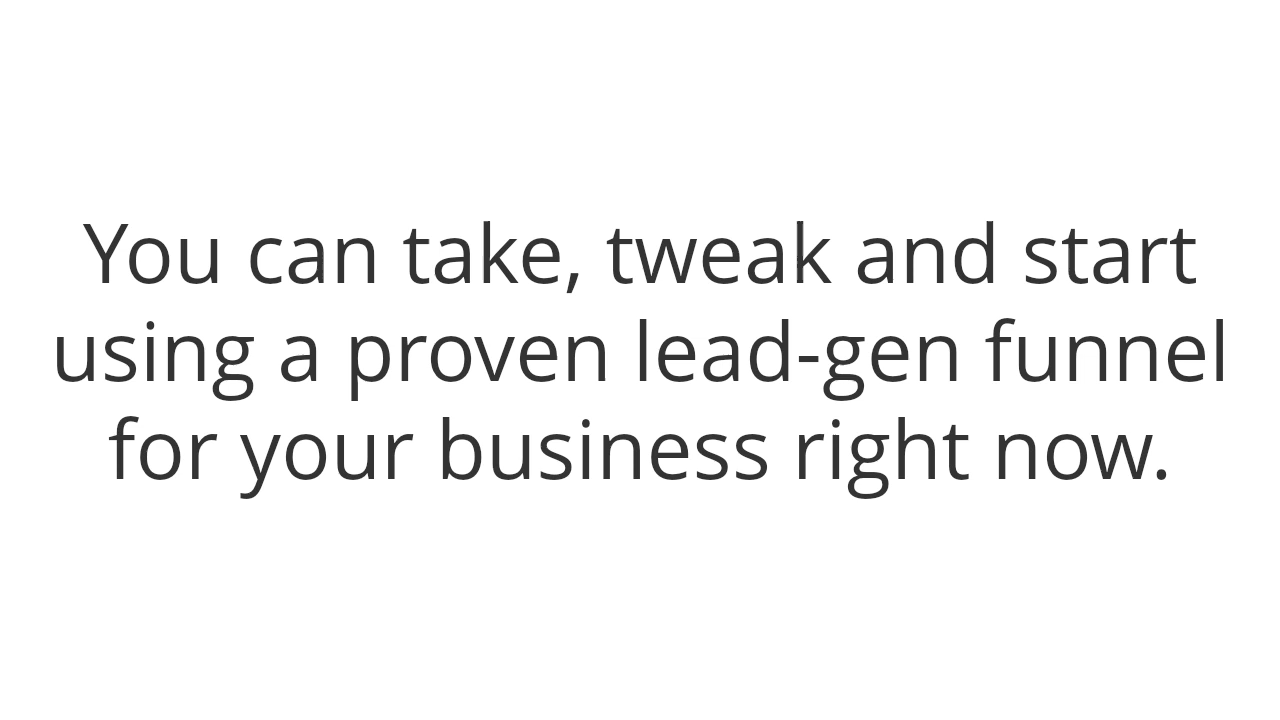 You can take, tweak and start
using a proven lead-gen funnel
for your business right now.